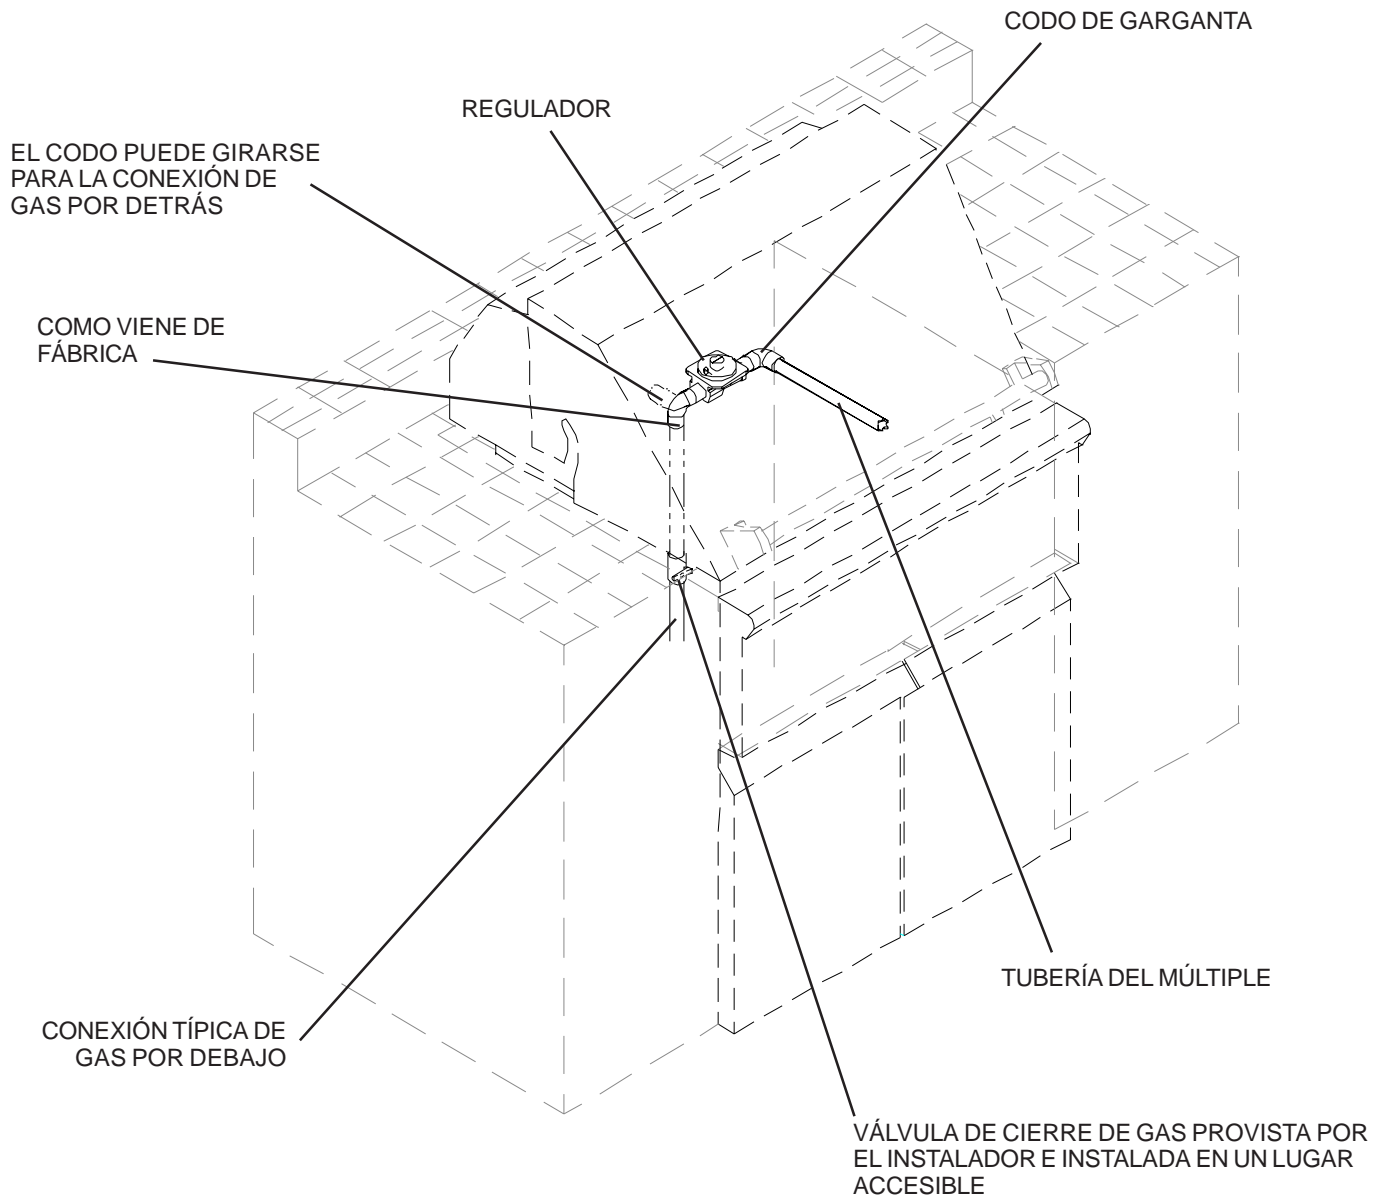 CODO DE GARGANTA
REGULADOR
EL CODO PUEDE GIRARSE
PARA LA CONEXIÓN DE
GAS POR DETRÁS
COMO VIENE DE
FÁBRICA
TUBERÍA DEL MÚLTIPLE
CONEXIÓN TÍPICA DE
GAS POR DEBAJO
VÁLVULA DE CIERRE DE GAS PROVISTA POR
EL INSTALADOR E INSTALADA EN UN LUGAR
ACCESIBLE